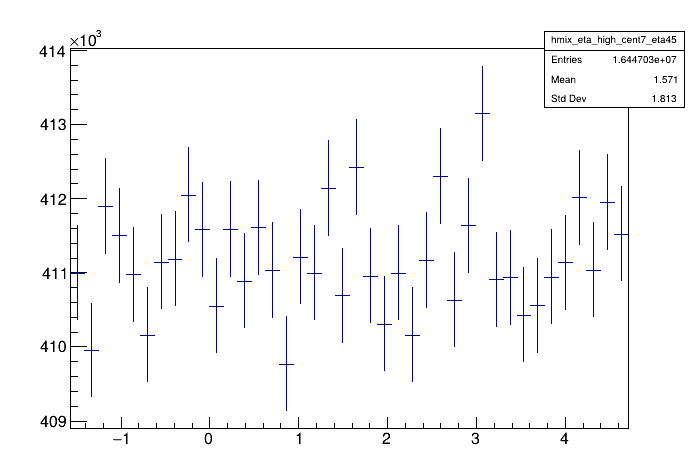 ×10³
hmix_eta_high_cent7_eta45
Entries 1.644703e+07
Mean 1.571
Std Dev 1.813
414
413
412
411
410
409
−1 0 1 2 3 4